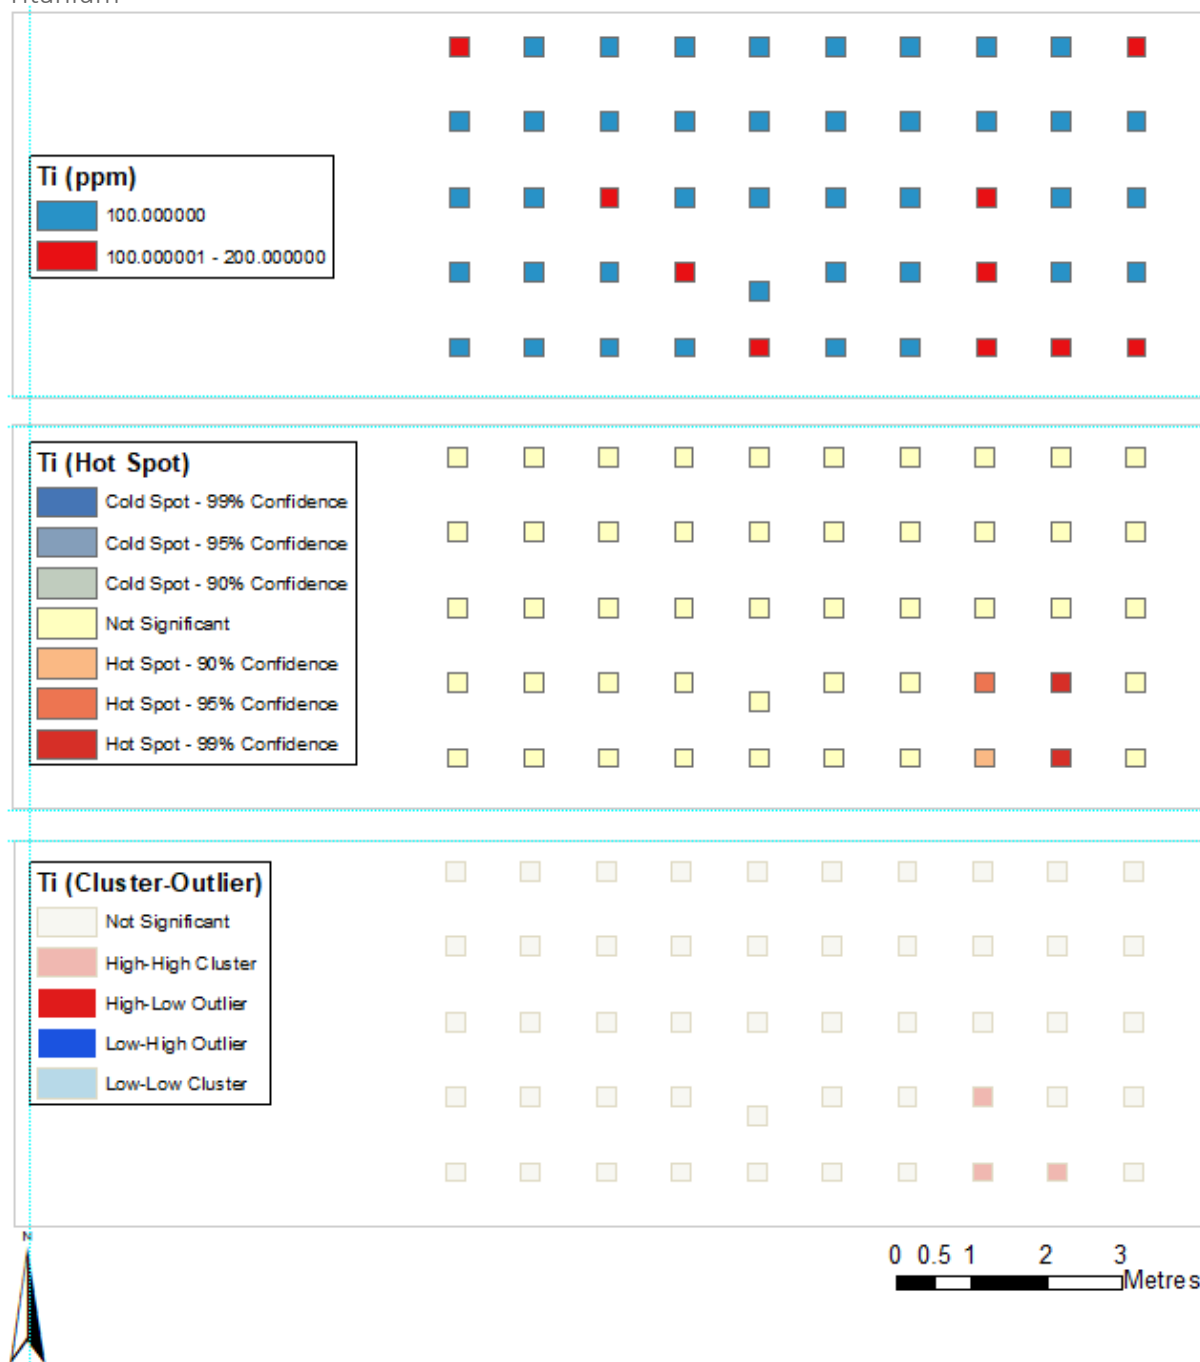 Titanium
Ti (ppm)
100.000000
100.000001 - 200.000000
Ti (Hot Spot)
Cold Spot - 99% Confidence
Cold Spot - 95% Confidence
Cold Spot - 90% Confidence
Not Significant
Hot Spot - 90% Confidence
Hot Spot - 95% Confidence
Hot Spot - 99% Confidence
Ti (Cluster-Outlier)
Not Significant
High-High Cluster
High-Low Outlier
Low-High Outlier
Low-Low Cluster
N
0 0.5 1 2 3
Metres